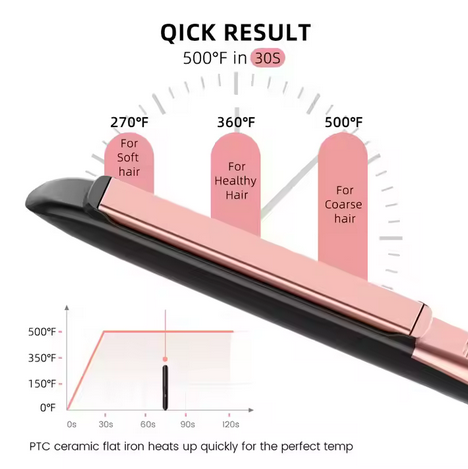 QICK RESULT
500°F in 30S
270°F
360°F
500°F
For
Soft
hair
For
Healthy
Hair
For
Coarse
hair
500°F
350°F
150°F
0°F
0s 30s 60s 90s 120s
PTC ceramic flat iron heats up quickly for the perfect temp